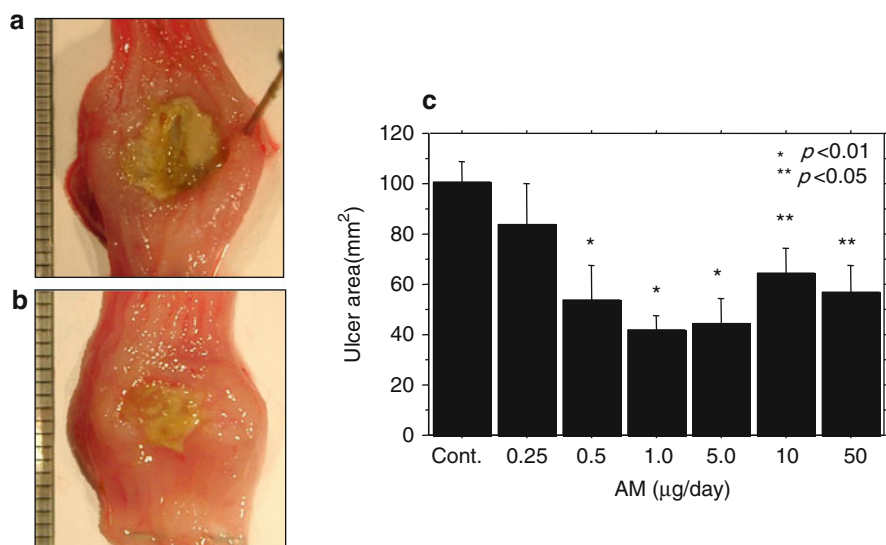 a
b
c
* p<0.01
** p<0.05
Ulcer area(mm²)
120
100
80
60
40
20
0
*
*
*
**
**
Cont. 0.25 0.5 1.0 5.0 10 50
AM (μg/day)